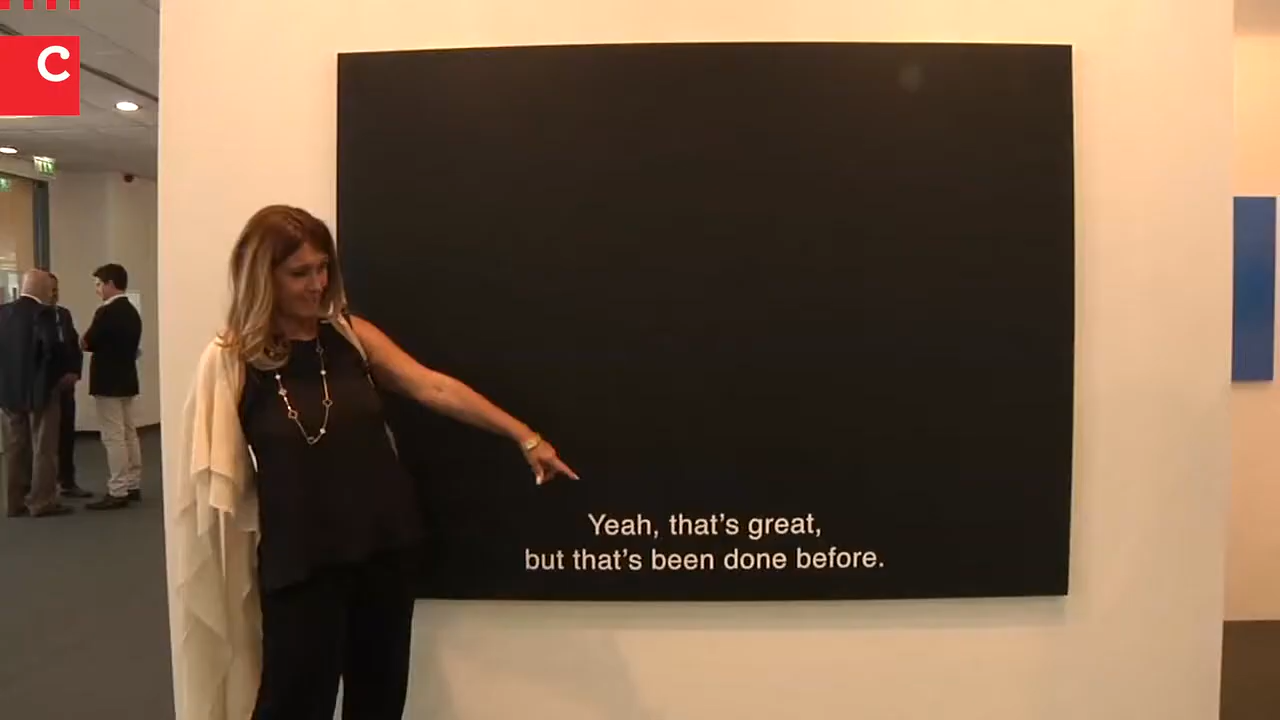 C
Yeah, that's great,
but that's been done before.